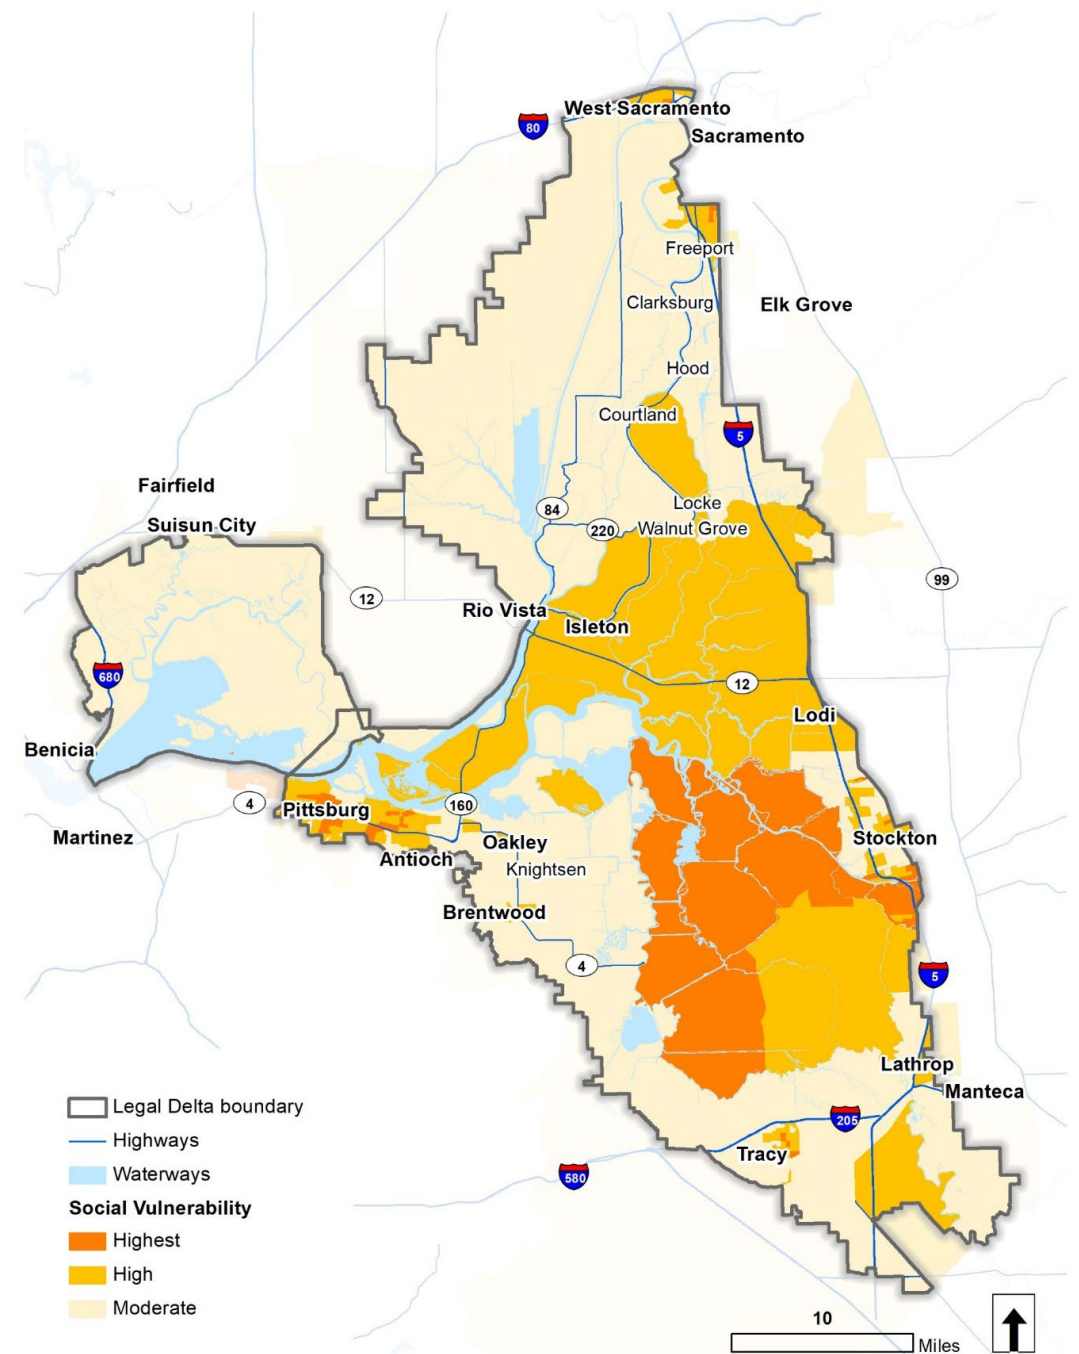 West Sacramento
80
Sacramento
Freeport
Clarksburg
Elk Grove
Hood
Courtland
5
Fairfield
Locke
84
Suisun City
220
Walnut Grove
99
12
Rio Vista
Isleton
680
12
Lodi
Benicia
4
Pittsburg
160
Martinez
Oakley
Stockton
Antioch
Knightsen
Brentwood
4
5
Lathrop
Manteca
205
Tracy
580
Legal Delta boundary
Highways
Waterways
Social Vulnerability
Highest
High
Moderate
10
Miles